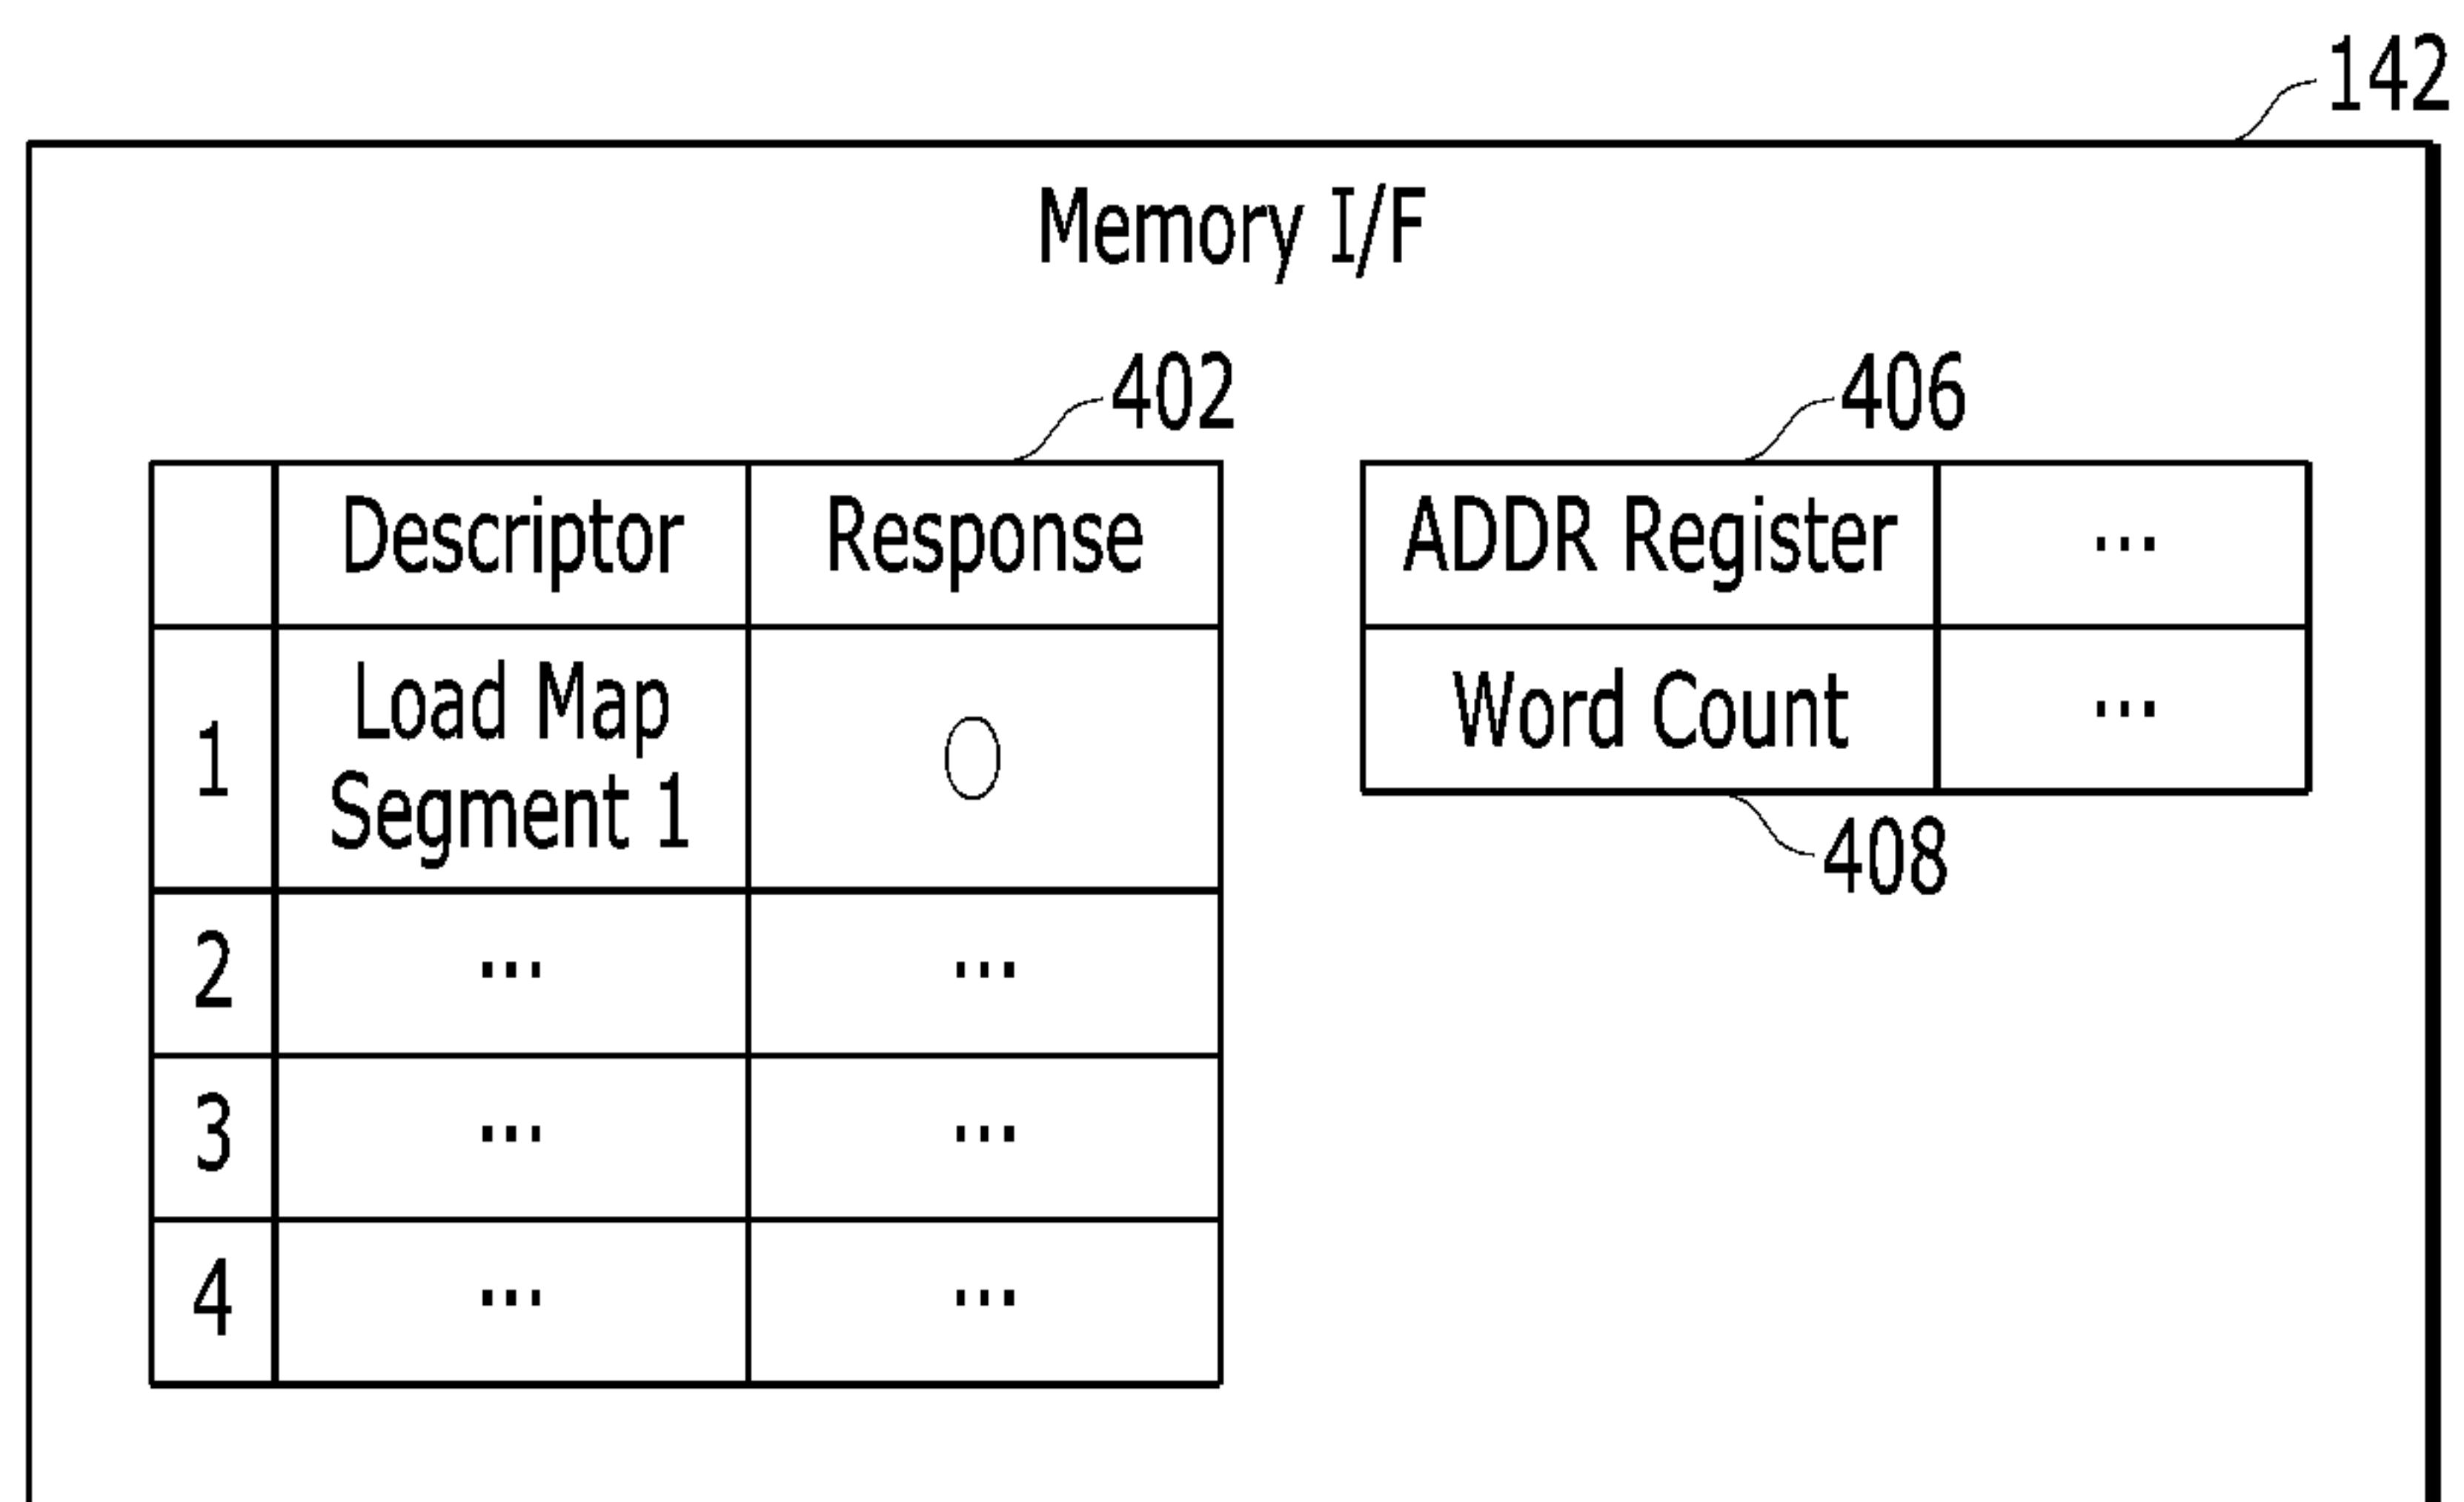 142
Memory I/F
402
406
Descriptor Response
ADDR Register ...
1 Load Map
Segment 1 O
Word Count ...
408
2 ... ...
3 ... ...
4 ... ...